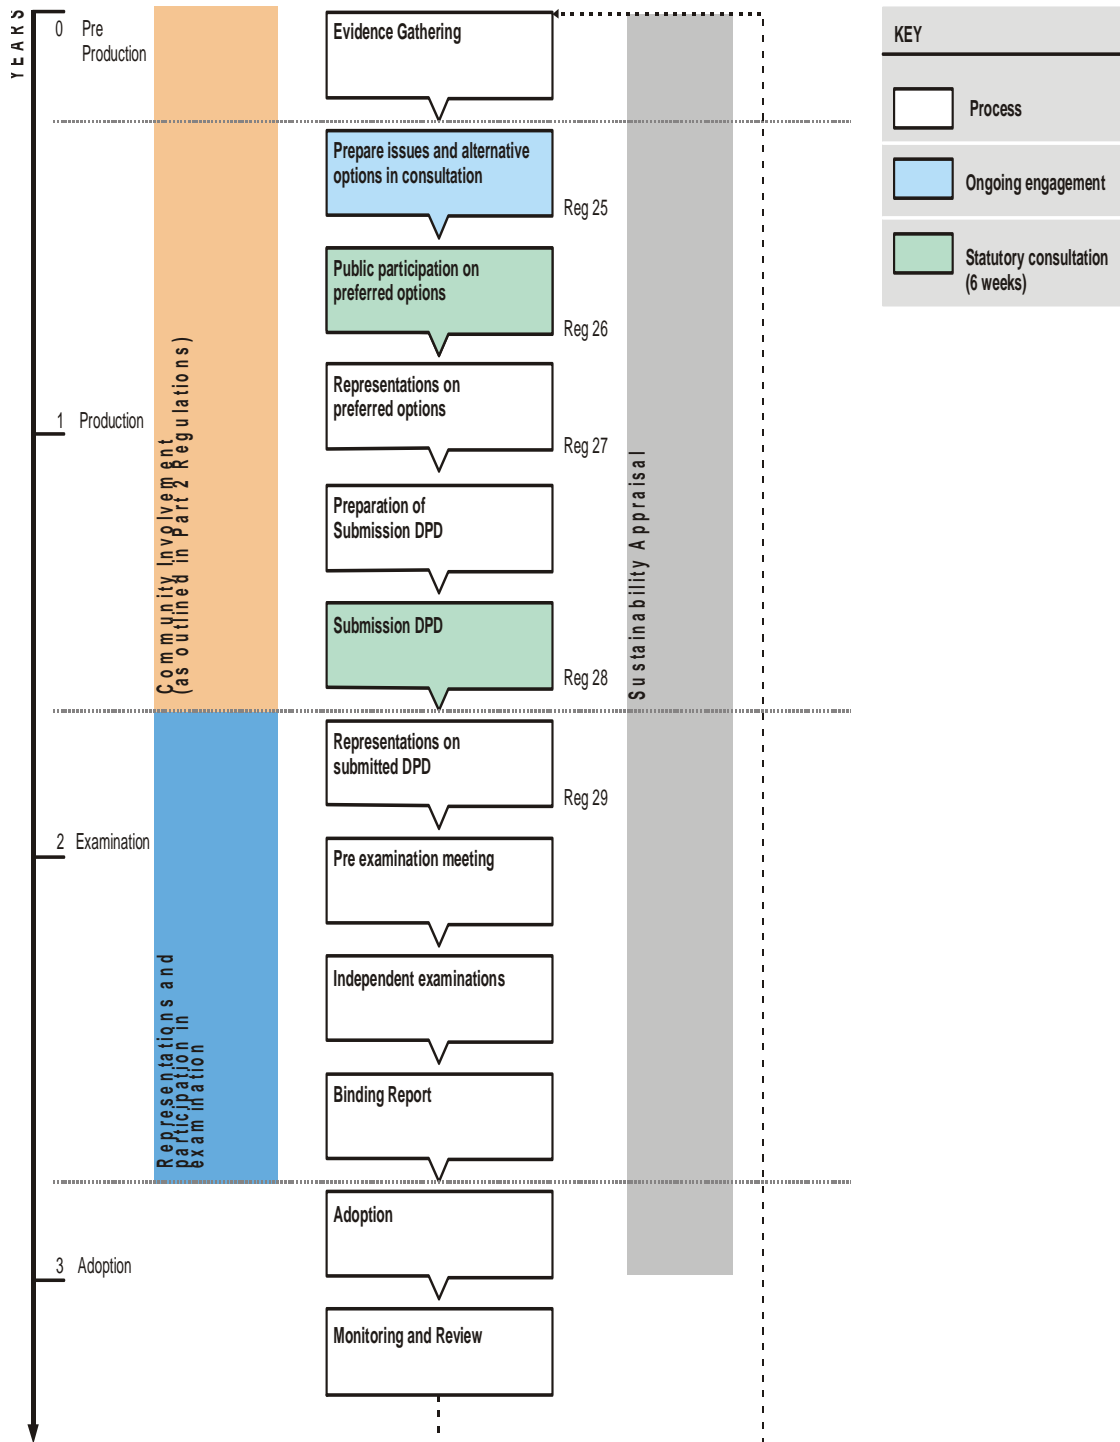 YEARS
0 Pre
Production
Evidence Gathering
KEY
Process
Ongoing engagement
Statutory consultation
(6 weeks)
Prepare issues and alternative
options in consultation
Reg 25
Public participation on
preferred options
Reg 26
1 Production
Representations on
preferred options
Reg 27
Community Involvement
(as outlined in Part 2 Regulations)
Preparation of
Submission DPD
Sustainability Appraisal
Submission DPD
Reg 28
Representations on
submitted DPD
Reg 29
2 Examination
Pre examination meeting
Independent examinations
Representations and
participation in
examination
Binding Report
Adoption
3 Adoption
Monitoring and Review